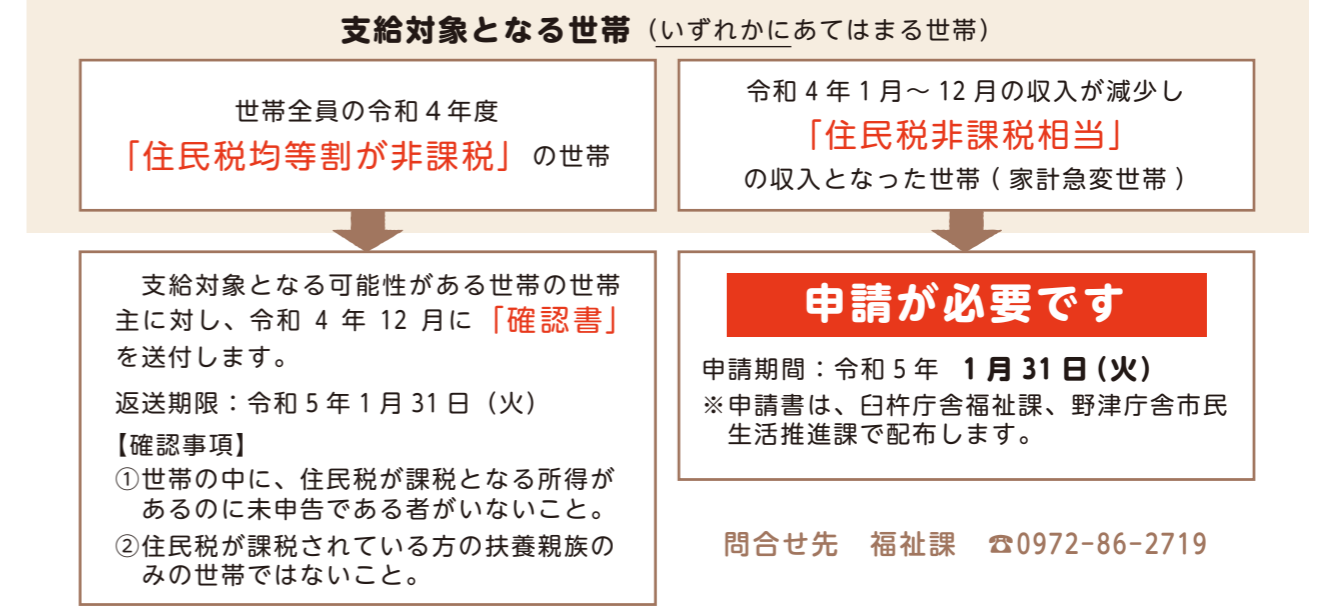 支給対象となる世帯（いずれかにあてはまる世帯）
世帯全員の令和４年度
「住民税均等割が非課税」の世帯
令和４年１月～12月の収入が減少し
「住民税非課税相当」
の収入となった世帯（家計急変世帯）
支給対象となる可能性がある世帯の世帯
主に対し、令和 4 年 12 月に「確認書」
を送付します。
返送期限：令和５年１月31日（火）
【確認事項】
①世帯の中に、住民税が課税となる所得が
あるのに未申告である者がいないこと。
②住民税が課税されている方の扶養親族の
みの世帯ではないこと。
申請が必要です
申請期間：令和５年 １月31日（火）
※申請書は、臼杵庁舎福祉課、野津庁舎市民
生活推進課で配布します。
問合せ先 福祉課 ☎0972-86-2719